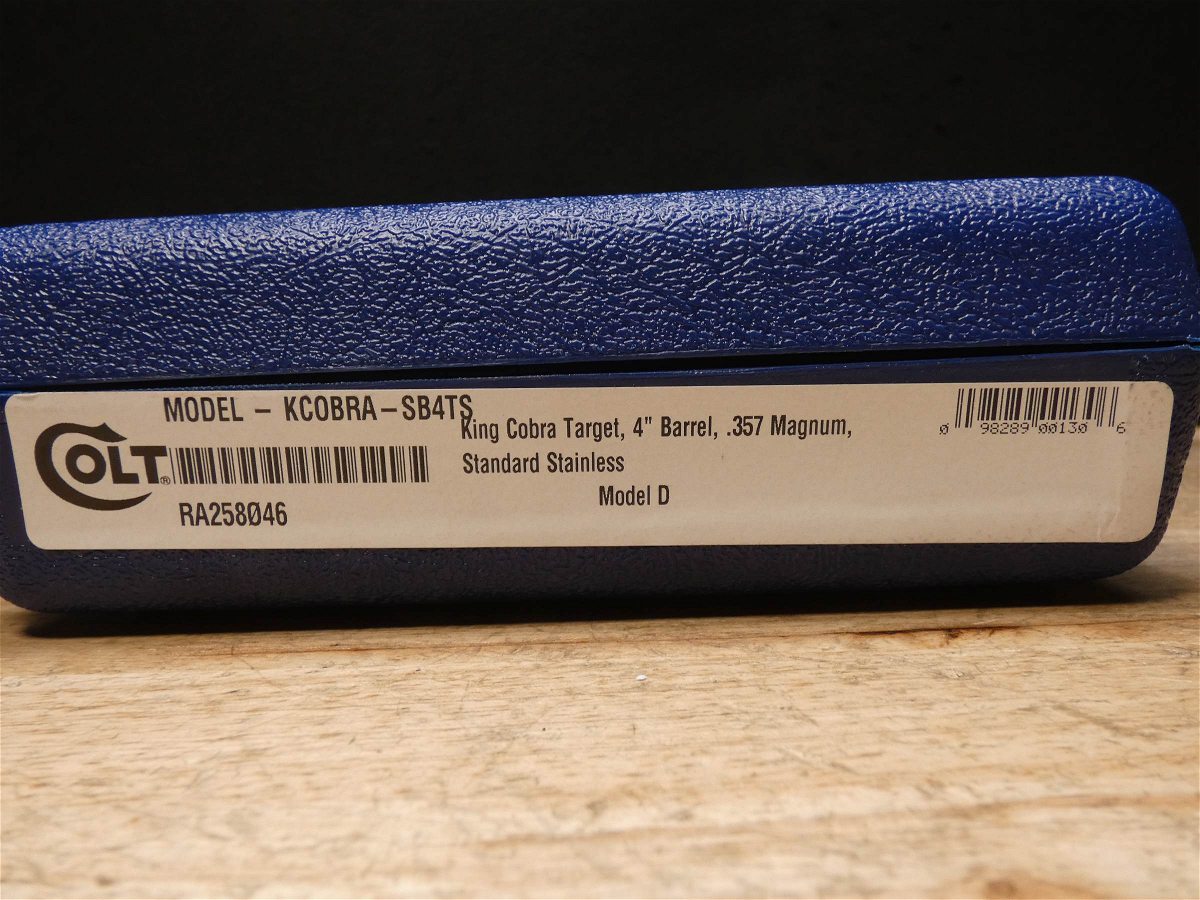 MODEL – KCOBRA–SB4TS
King Cobra Target, 4" Barrel, .357 Magnum,
Standard Stainless
Model D
COLT®
RA258046
0 98289 00130 6